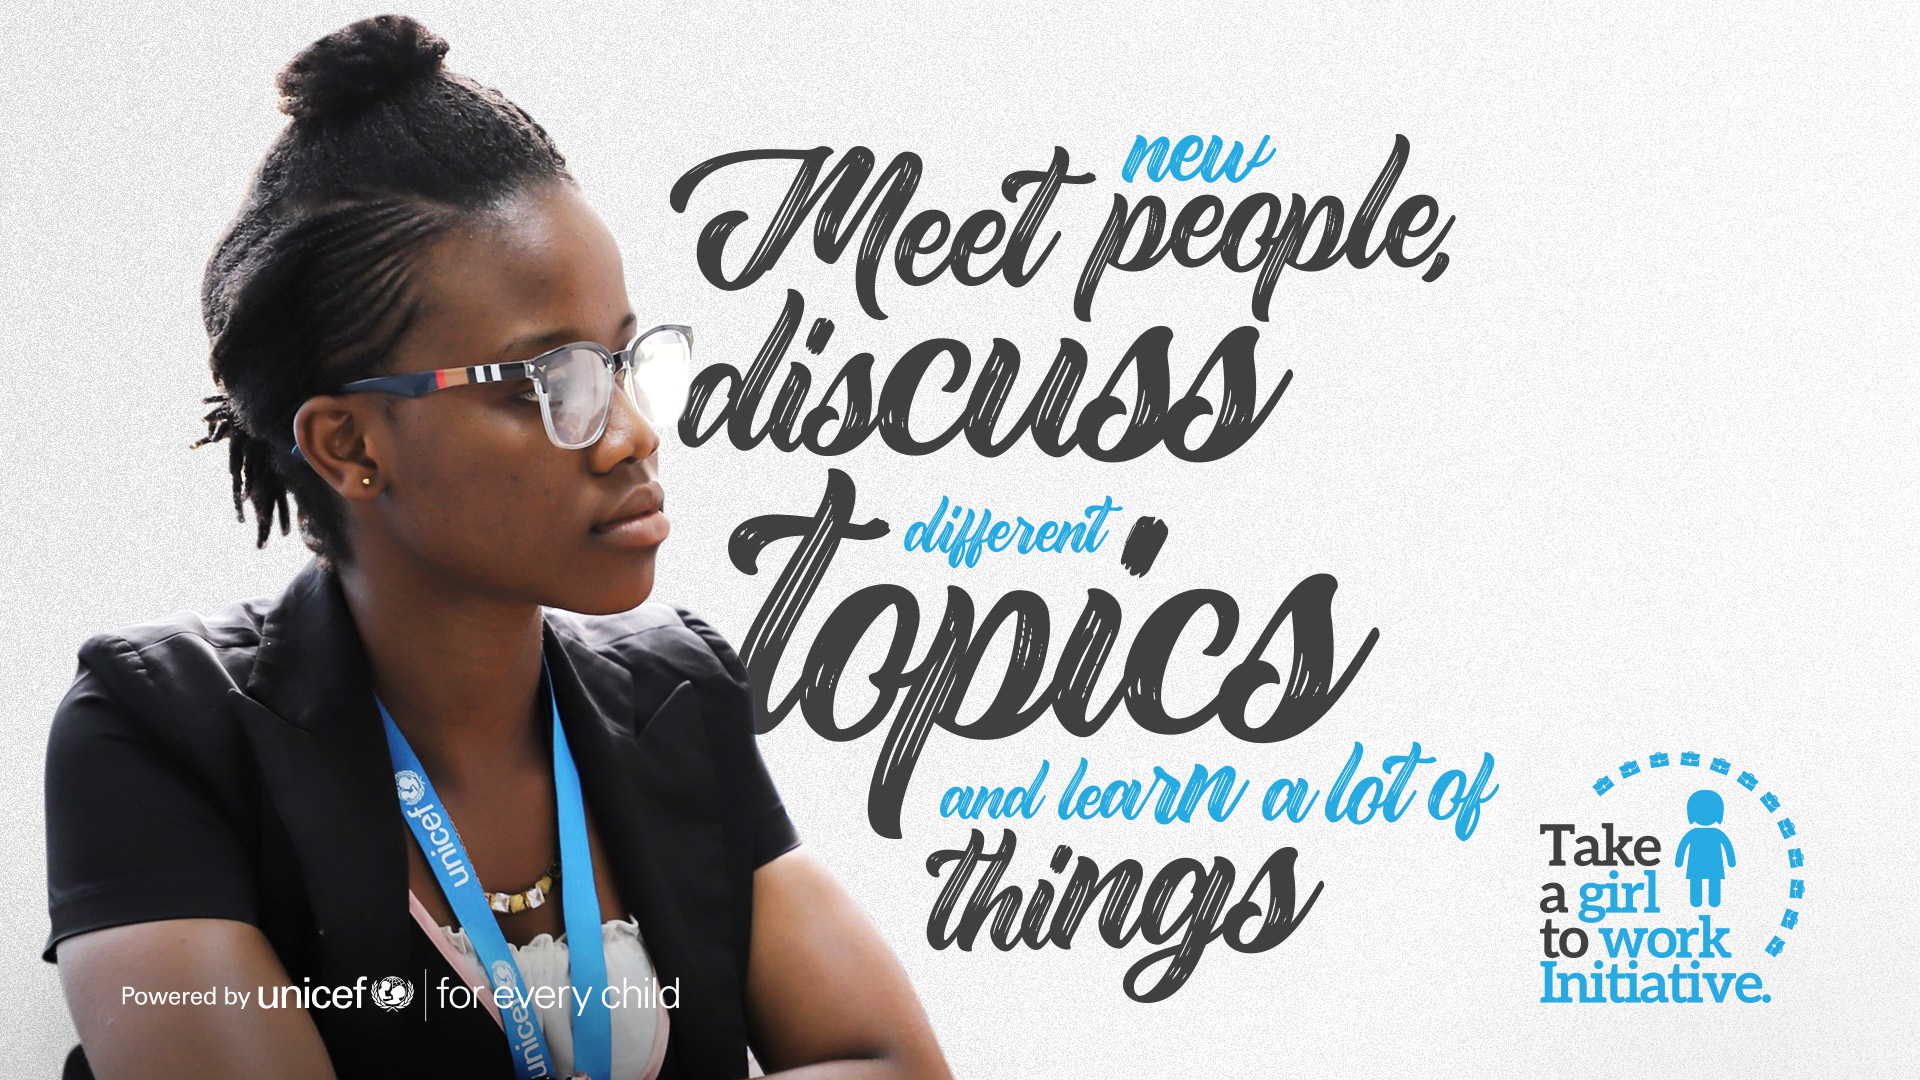 Meet new people,
discuss
different
topics
and learn a lot of
things
unicef
unicef
Powered by unicef | for every child
Take
a girl
to work
Initiative.